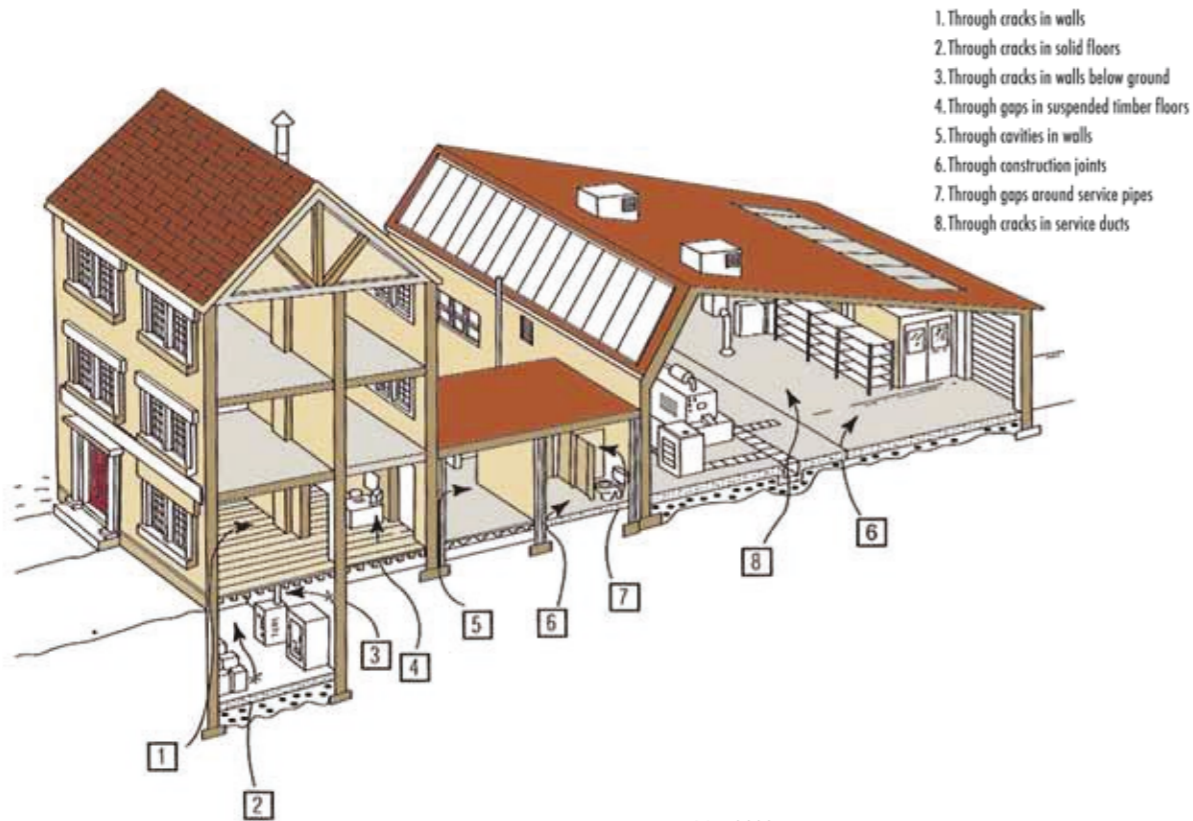 1. Through cracks in walls
2. Through cracks in solid floors
3. Through cracks in walls below ground
4. Through gaps in suspended timber floors
5. Through cavities in walls
6. Through construction joints
7. Through gaps around service pipes
8. Through cracks in service ducts
6
8
7
5
6
3
4
1
2